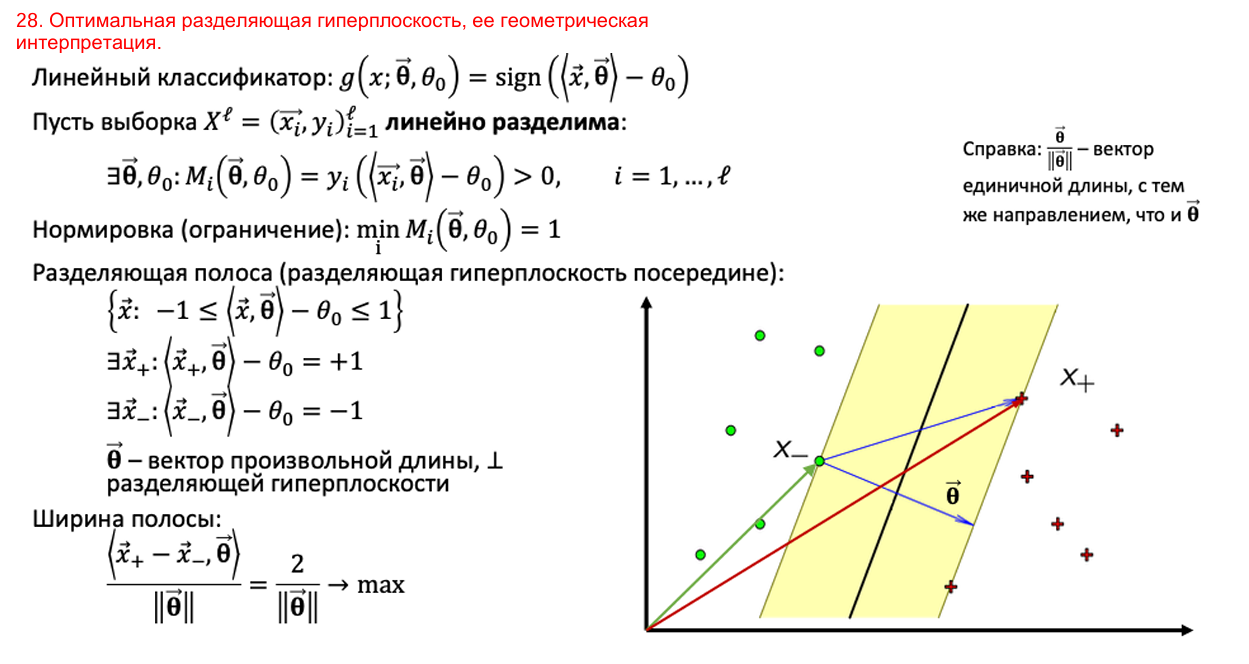 28. Оптимальная разделяющая гиперплоскость, ее геометрическая
интерпретация.
Линейный классификатор: g(x; θ⃗, θ₀) = sign(⟨x⃗, θ⃗⟩ − θ₀)
Пусть выборка X^ℓ = (x⃗ᵢ, yᵢ)ᵢ₌₁^ℓ линейно разделима:
∃θ⃗, θ₀: Mᵢ(θ⃗, θ₀) = yᵢ(⟨x⃗ᵢ, θ⃗⟩ − θ₀) > 0, i = 1, …, ℓ
Нормировка (ограничение): min_i Mᵢ(θ⃗, θ₀) = 1
Разделяющая полоса (разделяющая гиперплоскость посередине):
{x⃗: −1 ≤ ⟨x⃗, θ⃗⟩ − θ₀ ≤ 1}
∃x⃗₊: ⟨x⃗₊, θ⃗⟩ − θ₀ = +1
∃x⃗₋: ⟨x⃗₋, θ⃗⟩ − θ₀ = −1
θ⃗ – вектор произвольной длины, ⊥
разделяющей гиперплоскости
Ширина полосы:
⟨x⃗₊ − x⃗₋, θ⃗⟩ / ‖θ⃗‖ = 2 / ‖θ⃗‖ → max
Справка: θ⃗ / ‖θ⃗‖ – вектор
единичной длины, с тем
же направлением, что и θ⃗
x₊
x₋
θ⃗